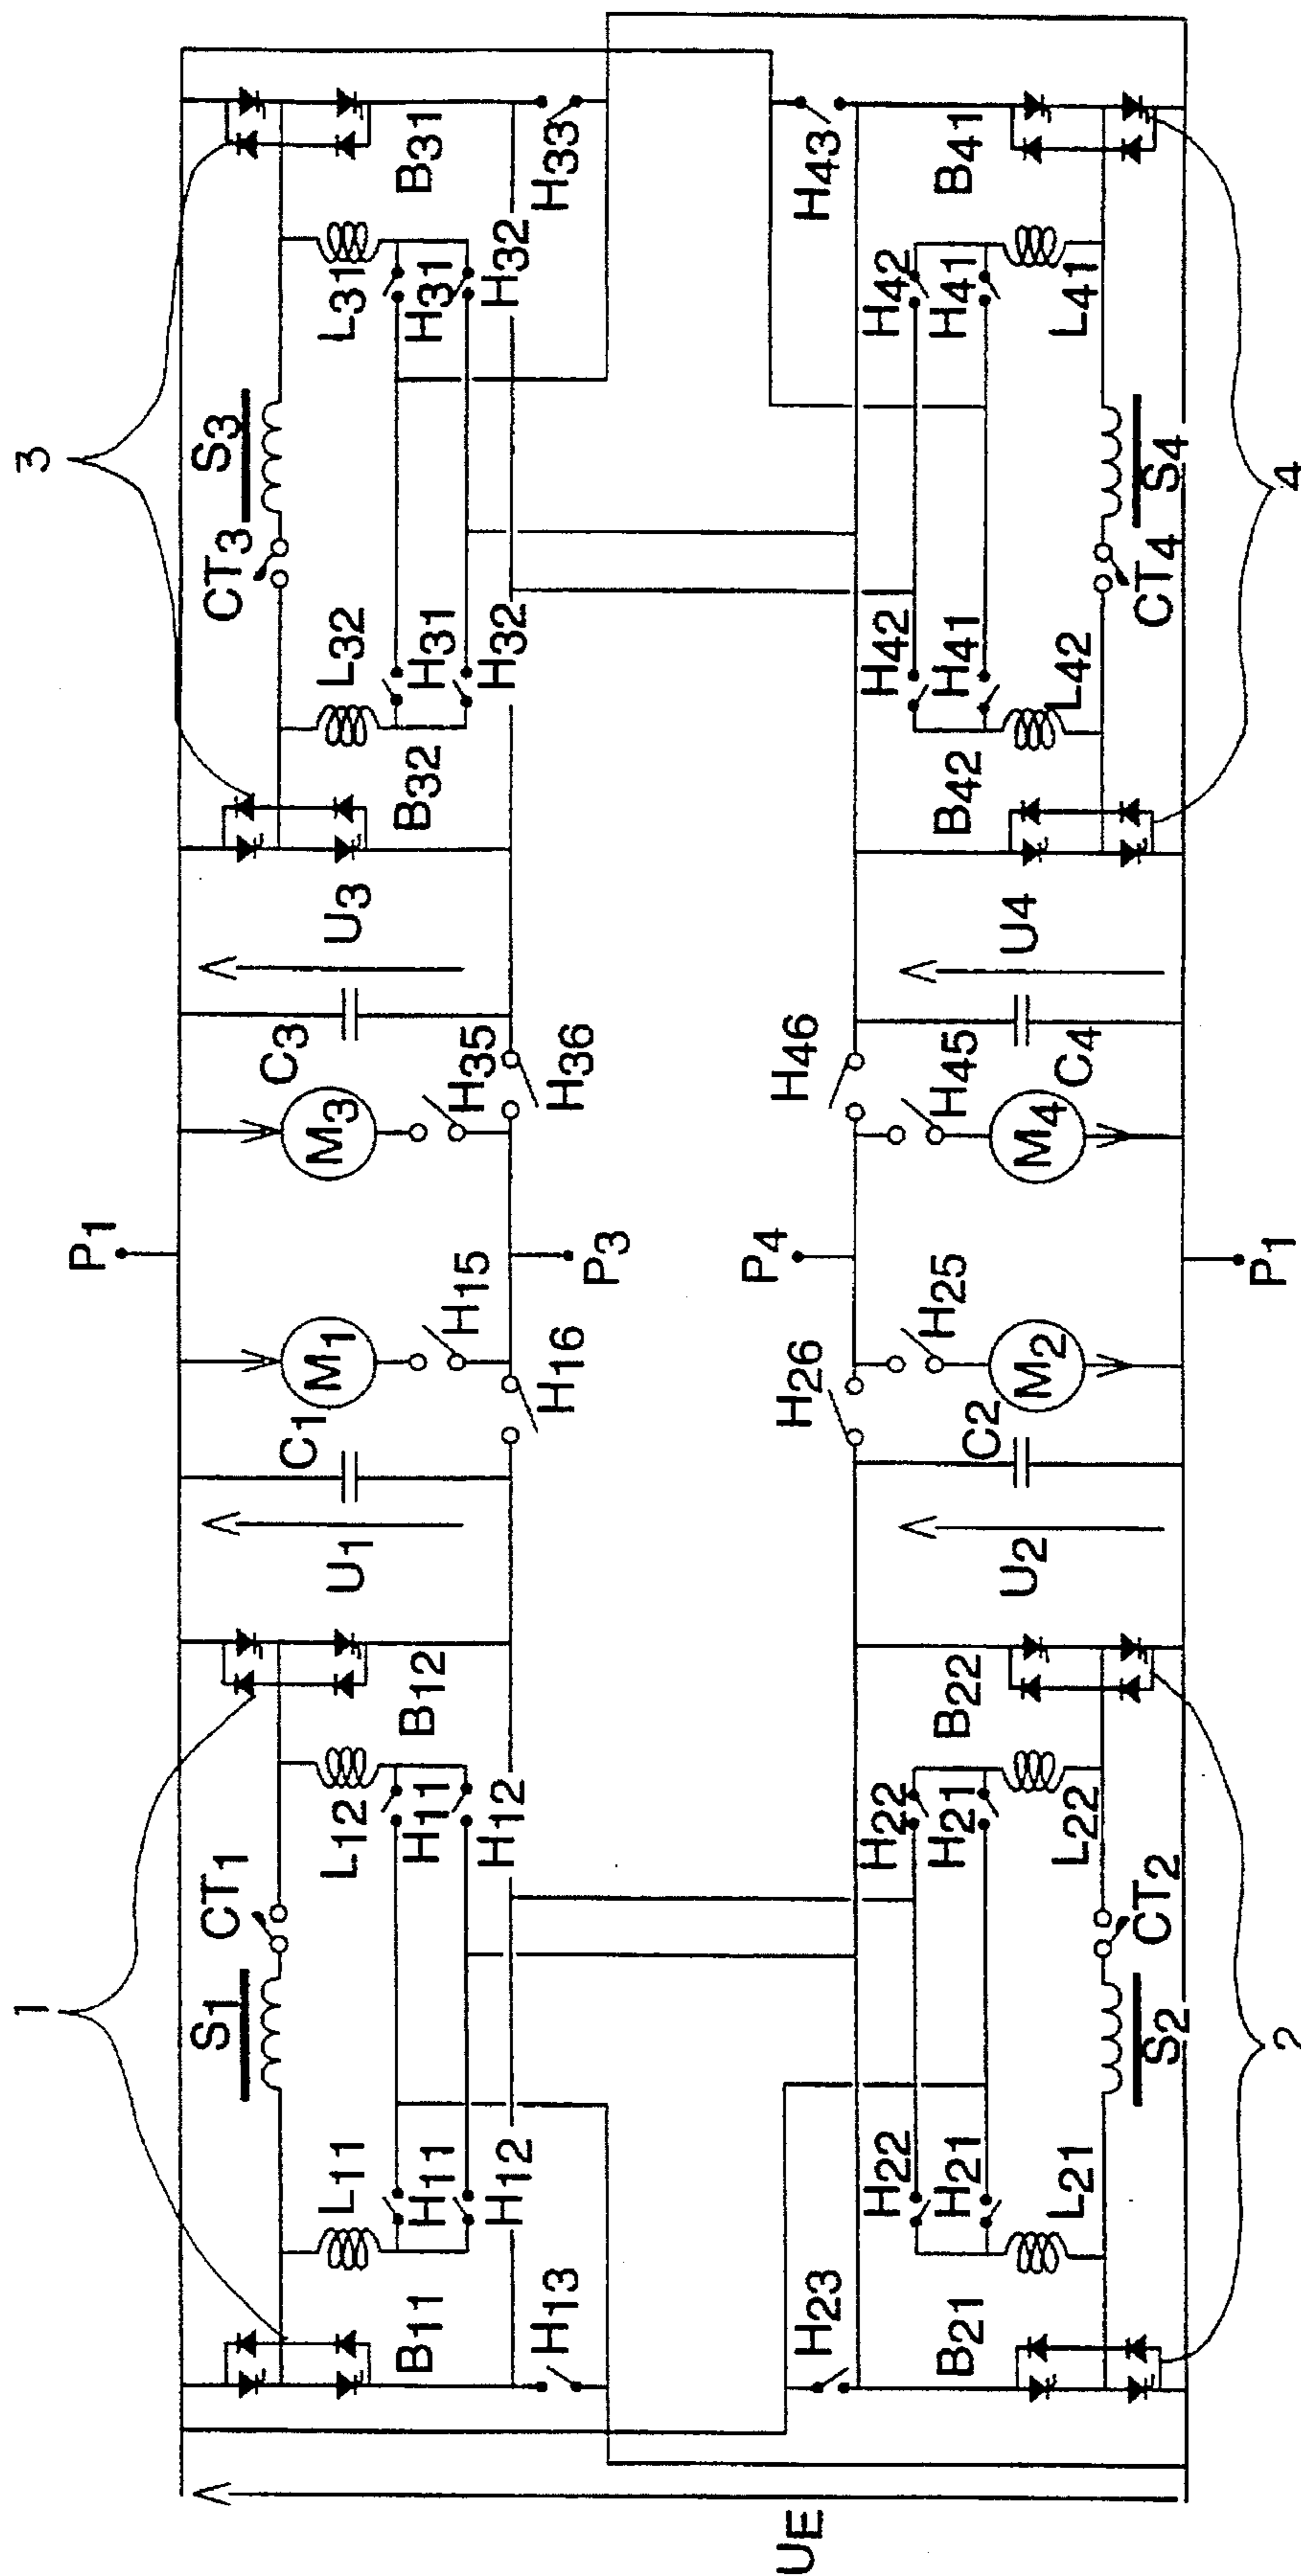 3
4
1
2
S3
CT3
L31
L32
H31
H31
H32
H32
B31
B32
H33
U3
C3
M3
H35
H36
P1
P3
M1
H15
H16
C1
U1
B12
L12
H11
H12
CT1
S1
L11
H11
H12
B11
H13
H43
B41
H42
H41
L41
S4
CT4
H42
H41
L42
B42
U4
C4
H46
H45
M4
P4
P1
H25
H26
M2
C2
U2
B22
H22
H21
L22
CT2
S2
H22
H21
L21
B21
H23
UE